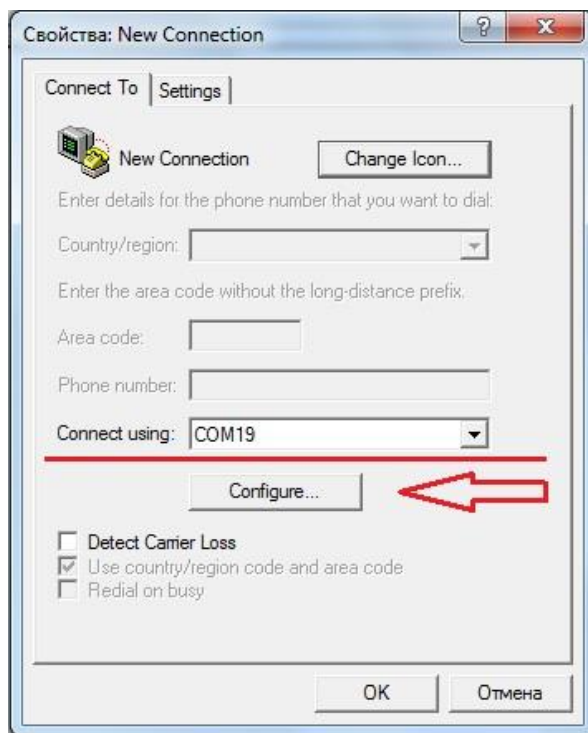 Свойства: New Connection
?
X
Connect To
Settings
New Connection
Change Icon...
Enter details for the phone number that you want to dial:
Country/region:
Enter the area code without the long-distance prefix.
Area code:
Phone number:
Connect using: COM19
Configure...
Detect Carrier Loss
Use country/region code and area code
Redial on busy
OK
Отмена